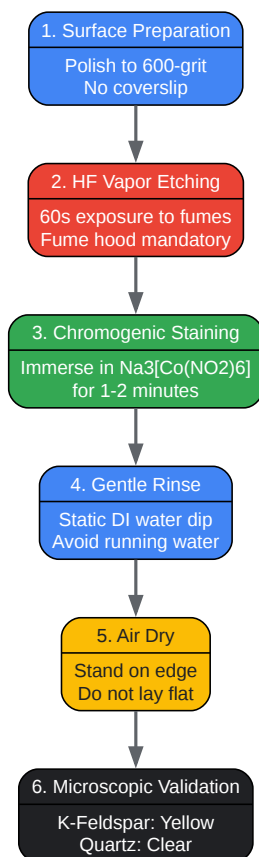 1. Surface Preparation
Polish to 600-grit
No coverslip
2. HF Vapor Etching
60s exposure to fumes
Fume hood mandatory
3. Chromogenic Staining
Immerse in Na3[Co(NO2)6]
for 1-2 minutes
4. Gentle Rinse
Static DI water dip
Avoid running water
5. Air Dry
Stand on edge
Do not lay flat
6. Microscopic Validation
K-Feldspar: Yellow
Quartz: Clear